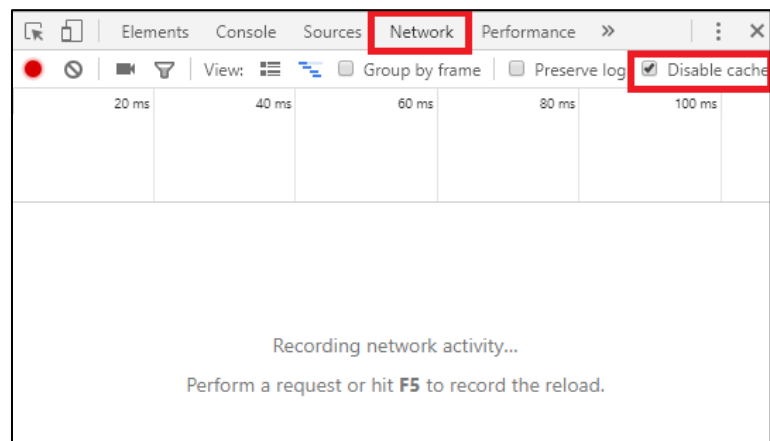 Elements Console Sources Network Performance »
View: Group by frame Preserve log Disable cache
20 ms 40 ms 60 ms 80 ms 100 ms
Recording network activity...
Perform a request or hit F5 to record the reload.